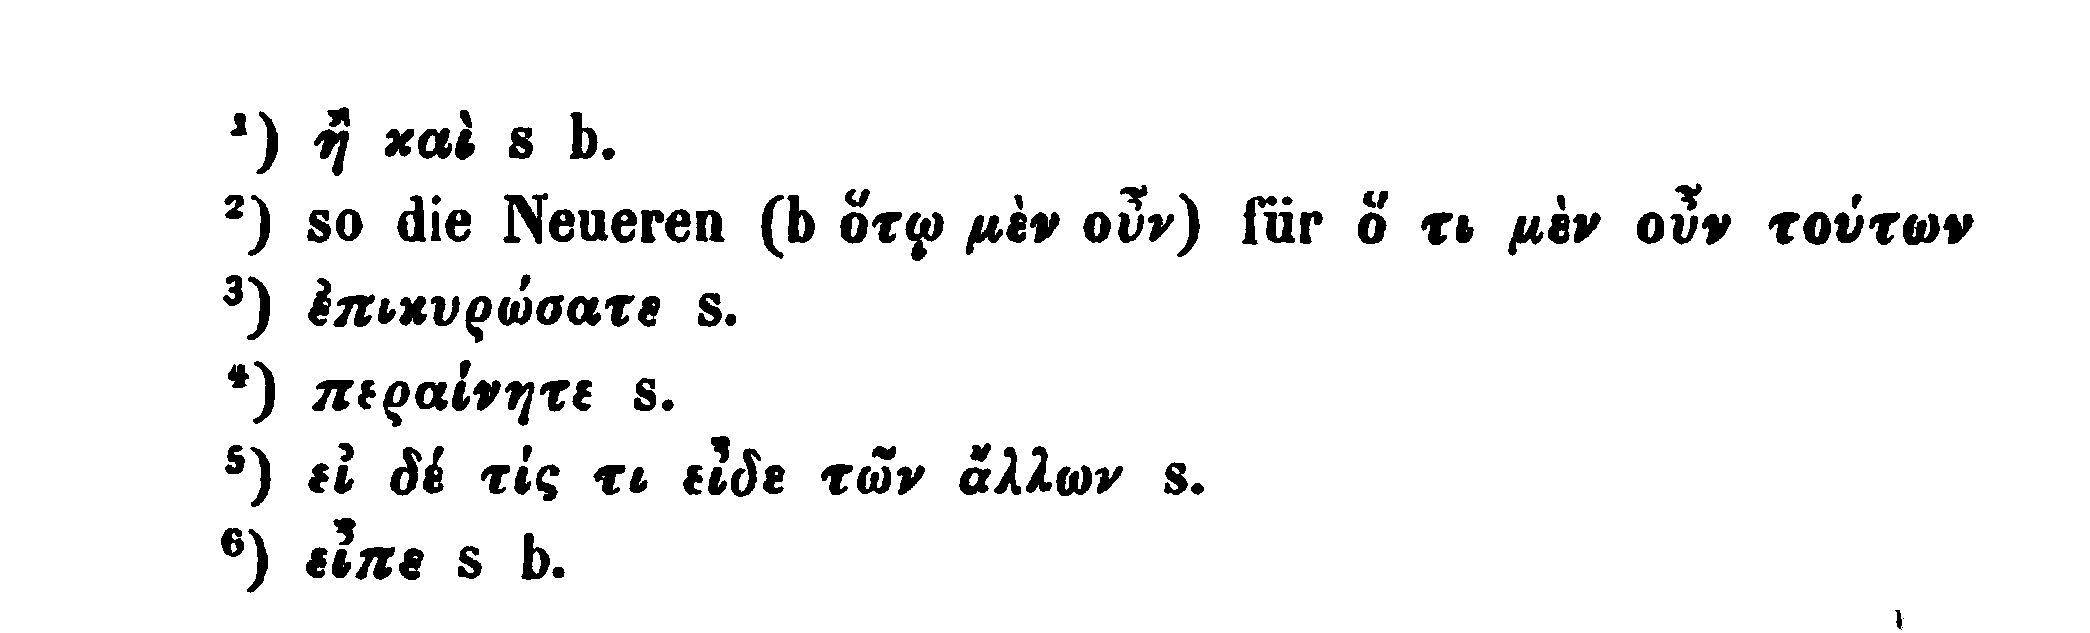 ¹) ἤ καὶ s b.
²) so die Neueren (b ὅτῳ μὲν οὖν) für ὅ τι μὲν οὖν τούτων
³) ἐπικυρώσατε s.
⁴) περαίνητε s.
⁵) εἰ δέ τίς τι εἶδε τῶν ἄλλων s.
⁶) εἶπε s b.